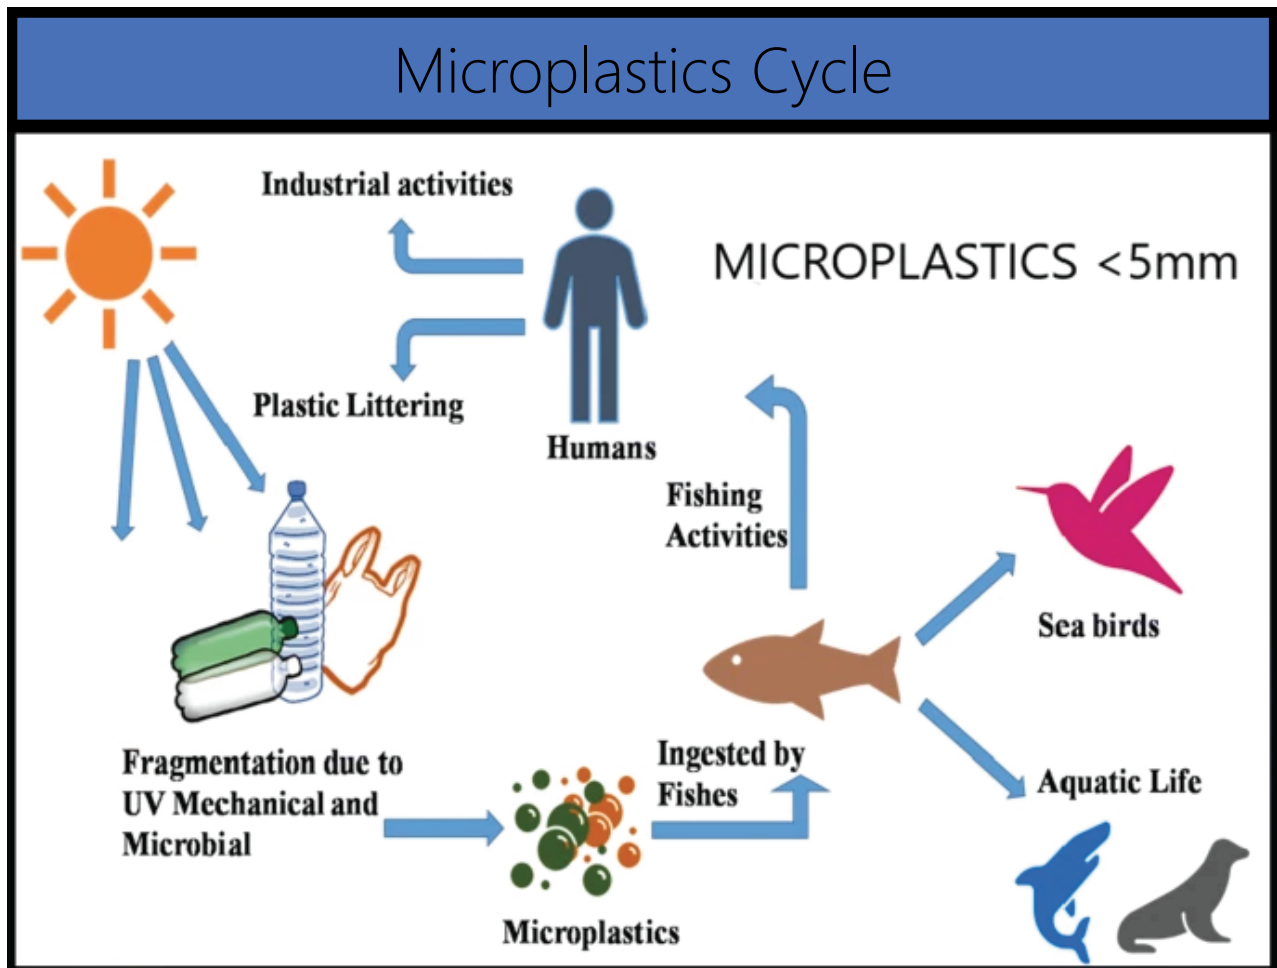 Microplastics Cycle
Industrial activities
MICROPLASTICS <5mm
Plastic Littering
Humans
Fishing
Activities
Sea birds
Fragmentation due to
UV Mechanical and
Microbial
Ingested by
Fishes
Aquatic Life
Microplastics